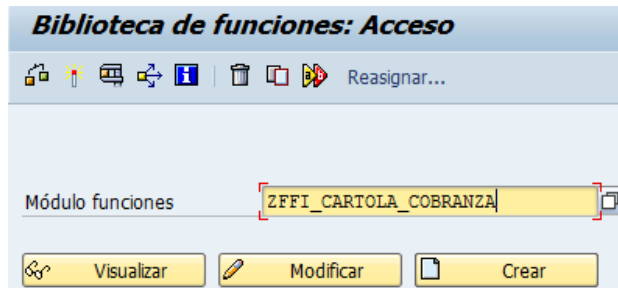 Biblioteca de funciones: Acceso
Reasignar...
Módulo funciones ZFFI_CARTOLA_COBRANZA
Visualizar Modificar Crear